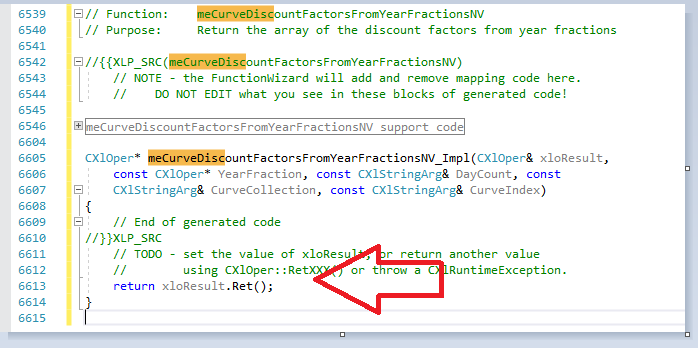 6539 // Function:    meCurveDiscountFactorsFromYearFractionsNV
6540 // Purpose:     Return the array of the discount factors from year fractions
6541
6542 //{{XLP_SRC(meCurveDiscountFactorsFromYearFractionsNV)
6543     // NOTE - the FunctionWizard will add and remove mapping code here.
6544     //    DO NOT EDIT what you see in these blocks of generated code!
6545
6546 meCurveDiscountFactorsFromYearFractionsNV support code
6604
6605 CXlOper* meCurveDiscountFactorsFromYearFractionsNV_Impl(CXlOper& xloResult,
6606     const CXlOper* YearFraction, const CXlStringArg& DayCount, const
6607     CXlStringArg& CurveCollection, const CXlStringArg& CurveIndex)
6608 {
6609     // End of generated code
6610 //}}XLP_SRC
6611     // TODO - set the value of xloResult, or return another value
6612     //        using CXlOper::RetXXX() or throw a CXlRuntimeException.
6613     return xloResult.Ret();
6614 }
6615